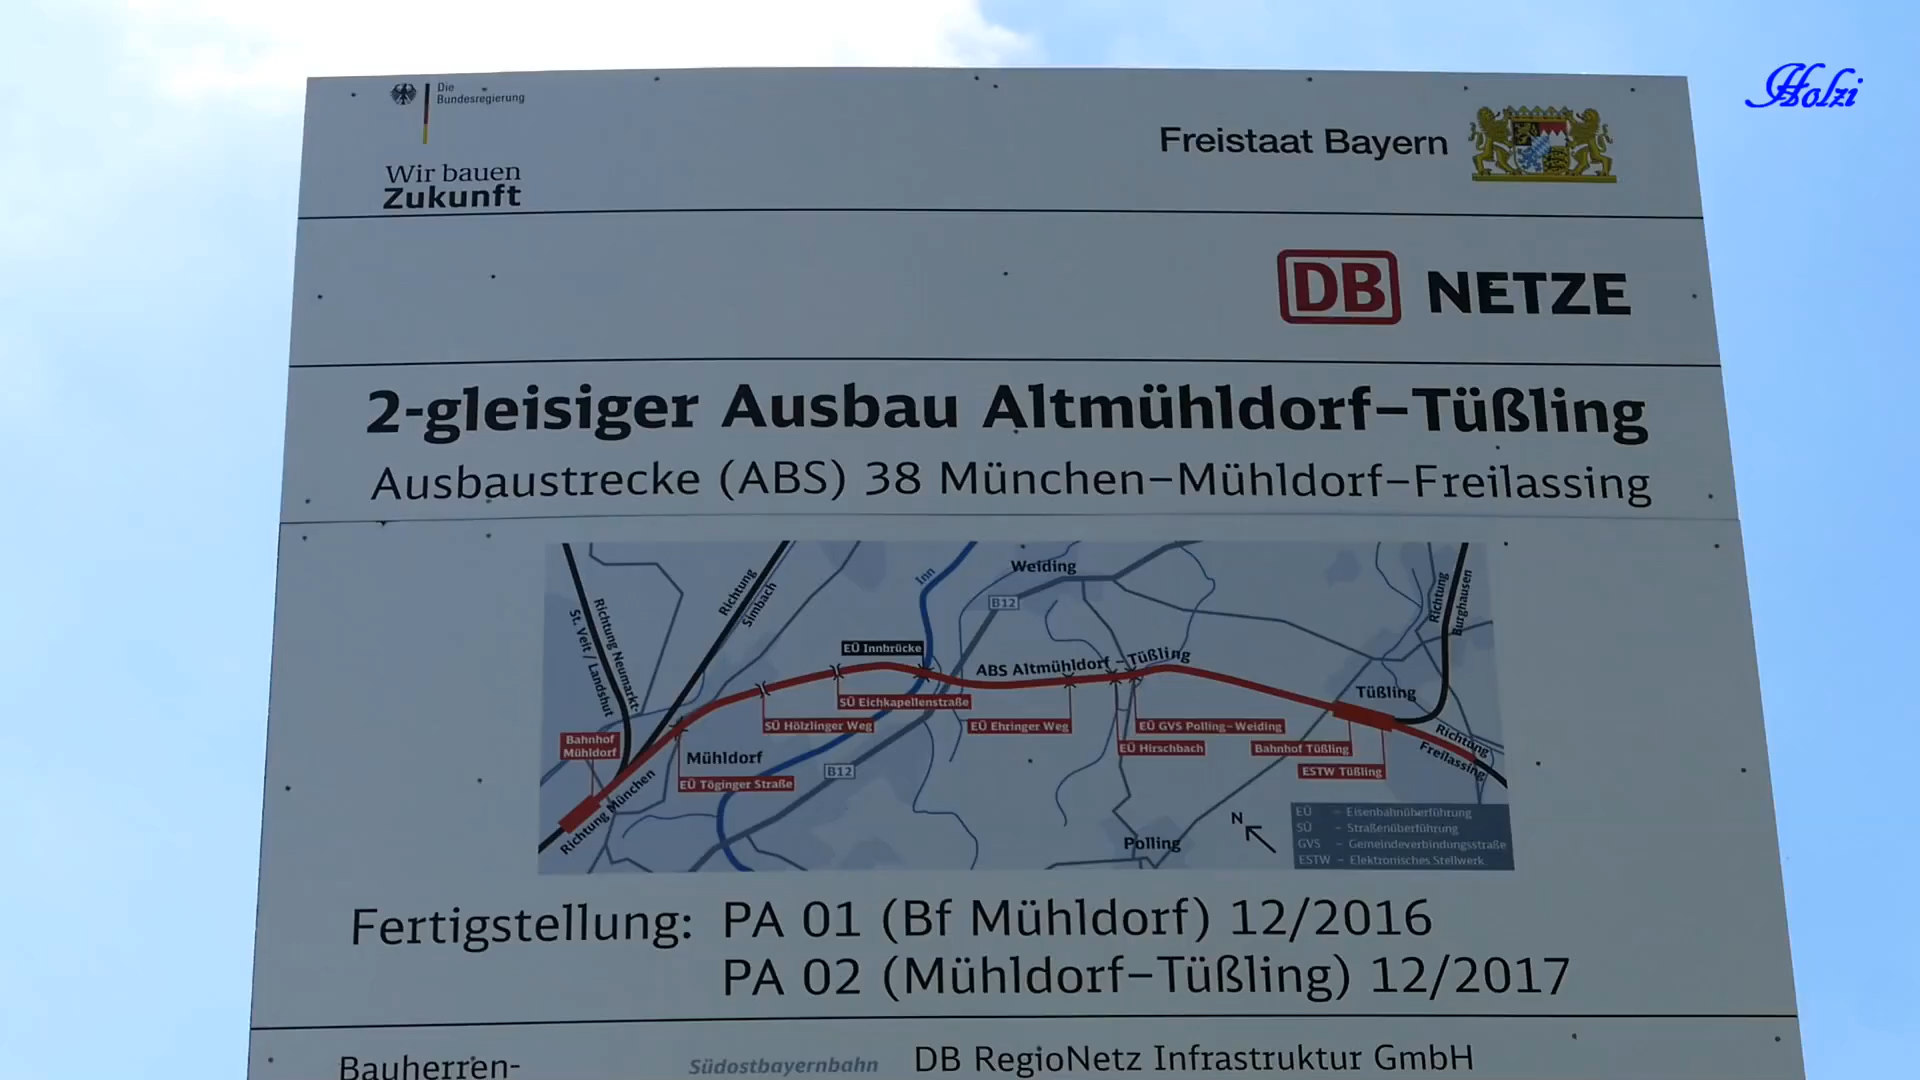 Die
Bundesregierung
Holzi
Wir bauen
Zukunft
Freistaat Bayern
DB NETZE
2-gleisiger Ausbau Altmühldorf–Tüßling
Ausbaustrecke (ABS) 38 München–Mühldorf–Freilassing
Richtung Neumarkt-
St. Veit / Landshut
Richtung
Simbach
Inn
Weiding
B12
Richtung
Burghausen
EÜ Innbrücke
ABS Altmühldorf – Tüßling
SÜ Eichkapellenstraße
SÜ Hölzlinger Weg
EÜ Ehringer Weg
EÜ GVS Polling–Weiding
Tüßling
Bahnhof
Mühldorf
Mühldorf
EÜ Töginger Straße
B12
EÜ Hirschbach
Bahnhof Tüßling
ESTW Tüßling
Richtung
Freilassing
Richtung München
Polling
N
EÜ – Eisenbahnüberführung
SÜ – Straßenüberführung
GVS – Gemeindeverbindungsstraße
ESTW – Elektronisches Stellwerk
Fertigstellung: PA 01 (Bf Mühldorf) 12/2016
PA 02 (Mühldorf–Tüßling) 12/2017
Bauherren-
Südostbayernbahn
DB RegioNetz Infrastruktur GmbH